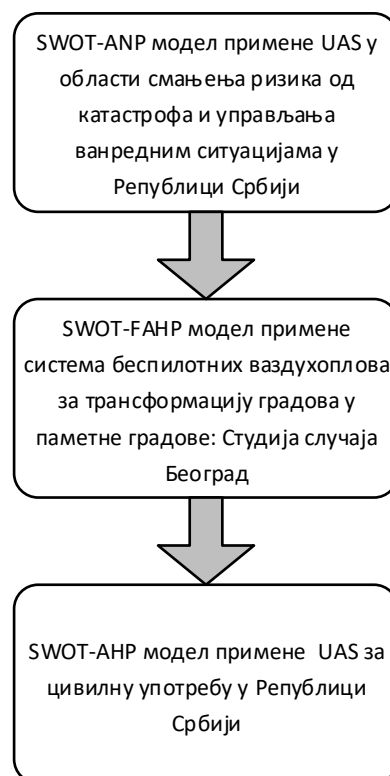 SWOT-ANP модел примене UAS у
области смањења ризика од
катастрофа и управљања
ванредним ситуацијама у
Републици Србији
SWOT-FAHP модел примене
система беспилотних ваздухоплова
за трансформацију градова у
паметне градове: Студија случаја
Београд
SWOT-AHP модел примене  UAS за
цивилну употребу у Републици
Србији